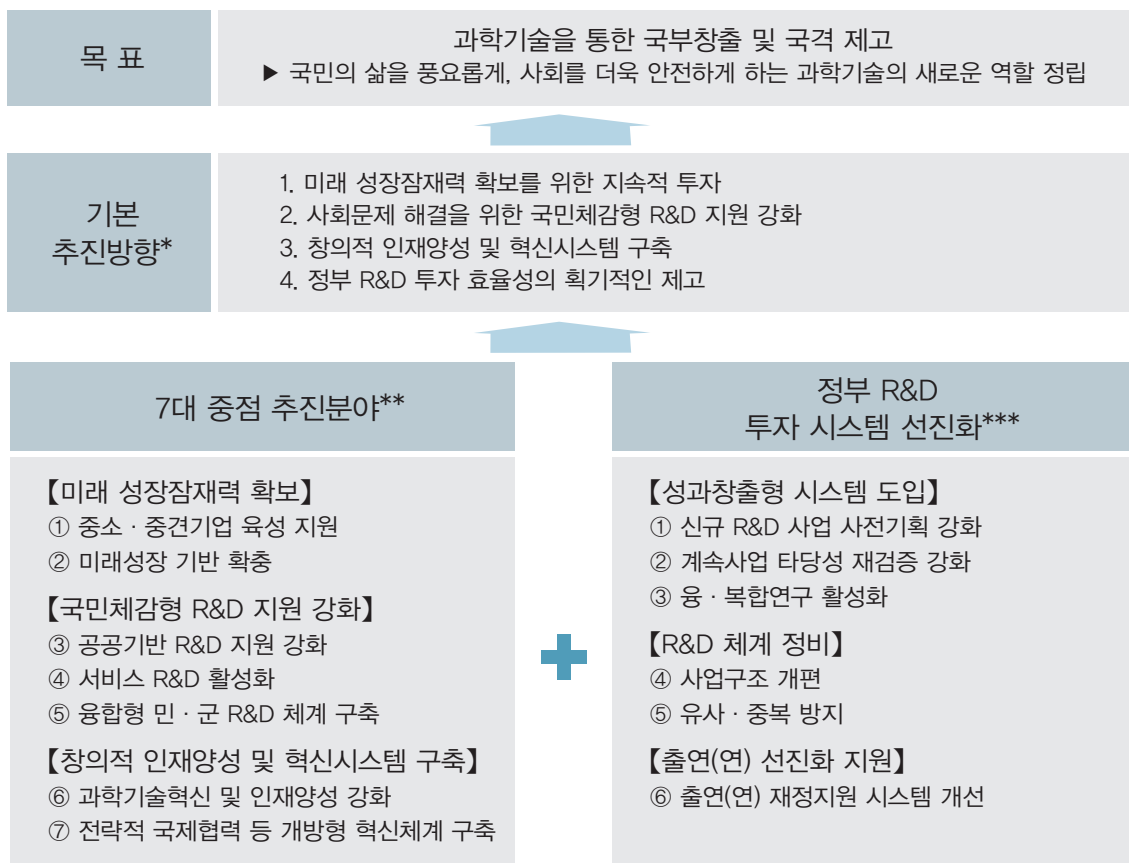 목 표
과학기술을 통한 국부창출 및 국격 제고
▶ 국민의 삶을 풍요롭게, 사회를 더욱 안전하게 하는 과학기술의 새로운 역할 정립
기본
추진방향*
1. 미래 성장잠재력 확보를 위한 지속적 투자
2. 사회문제 해결을 위한 국민체감형 R&D 지원 강화
3. 창의적 인재양성 및 혁신시스템 구축
4. 정부 R&D 투자 효율성의 획기적인 제고
7대 중점 추진분야**
【미래 성장잠재력 확보】
① 중소 · 중견기업 육성 지원
② 미래성장 기반 확충
【국민체감형 R&D 지원 강화】
③ 공공기반 R&D 지원 강화
④ 서비스 R&D 활성화
⑤ 융합형 민 · 군 R&D 체계 구축
【창의적 인재양성 및 혁신시스템 구축】
⑥ 과학기술혁신 및 인재양성 강화
⑦ 전략적 국제협력 등 개방형 혁신체계 구축
정부 R&D
투자 시스템 선진화***
【성과창출형 시스템 도입】
① 신규 R&D 사업 사전기획 강화
② 계속사업 타당성 재검증 강화
③ 융 · 복합연구 활성화
【R&D 체계 정비】
④ 사업구조 개편
⑤ 유사 · 중복 방지
【출연(연) 선진화 지원】
⑥ 출연(연) 재정지원 시스템 개선